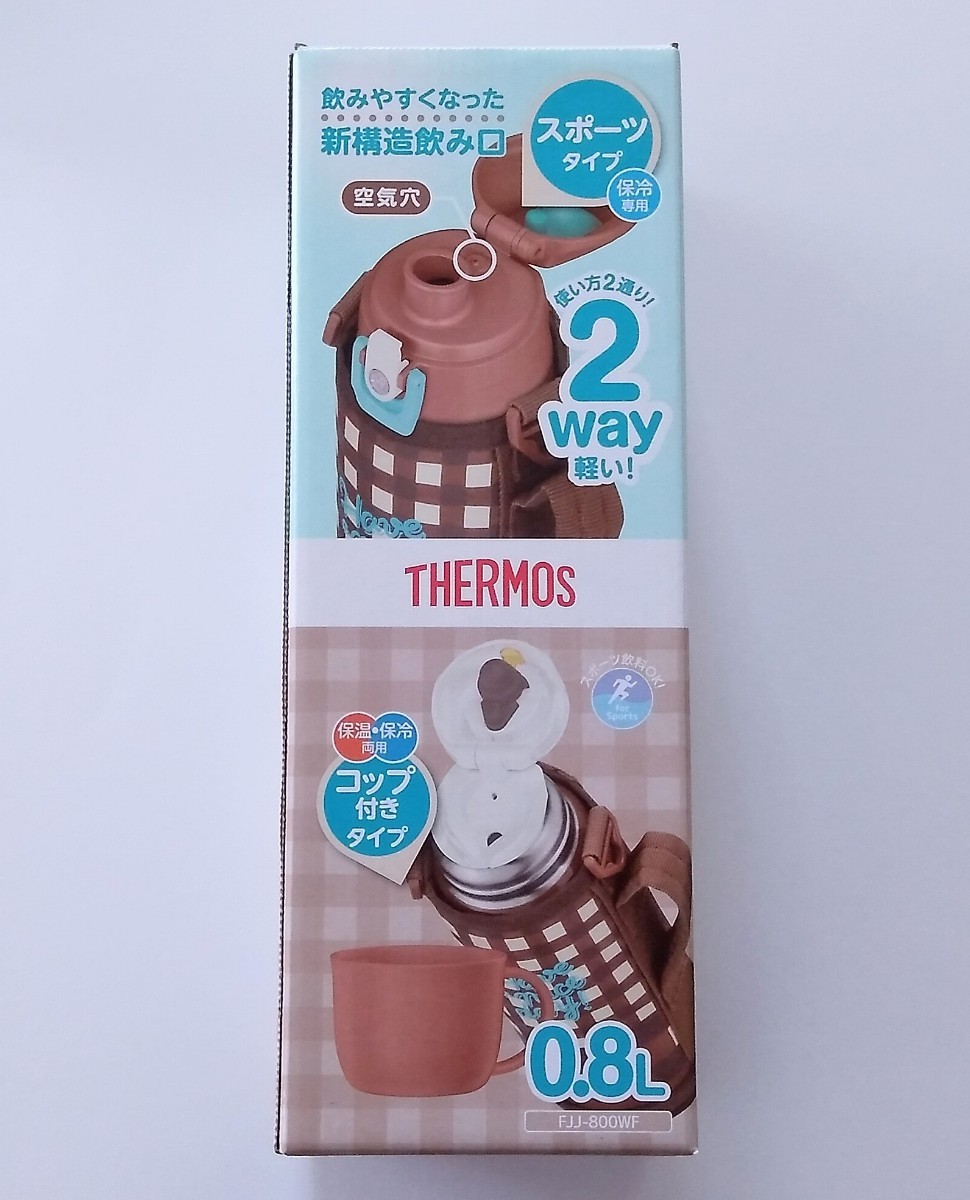 飲みやすくなった
新構造飲み口
スポーツ
タイプ
保冷
専用
空気穴
使い方2通り!
2
way
軽い!
THERMOS
スポーツ飲料OK!
for
Sports
保温・保冷
両用
コップ
付き
タイプ
0.8L
FJJ-800WF